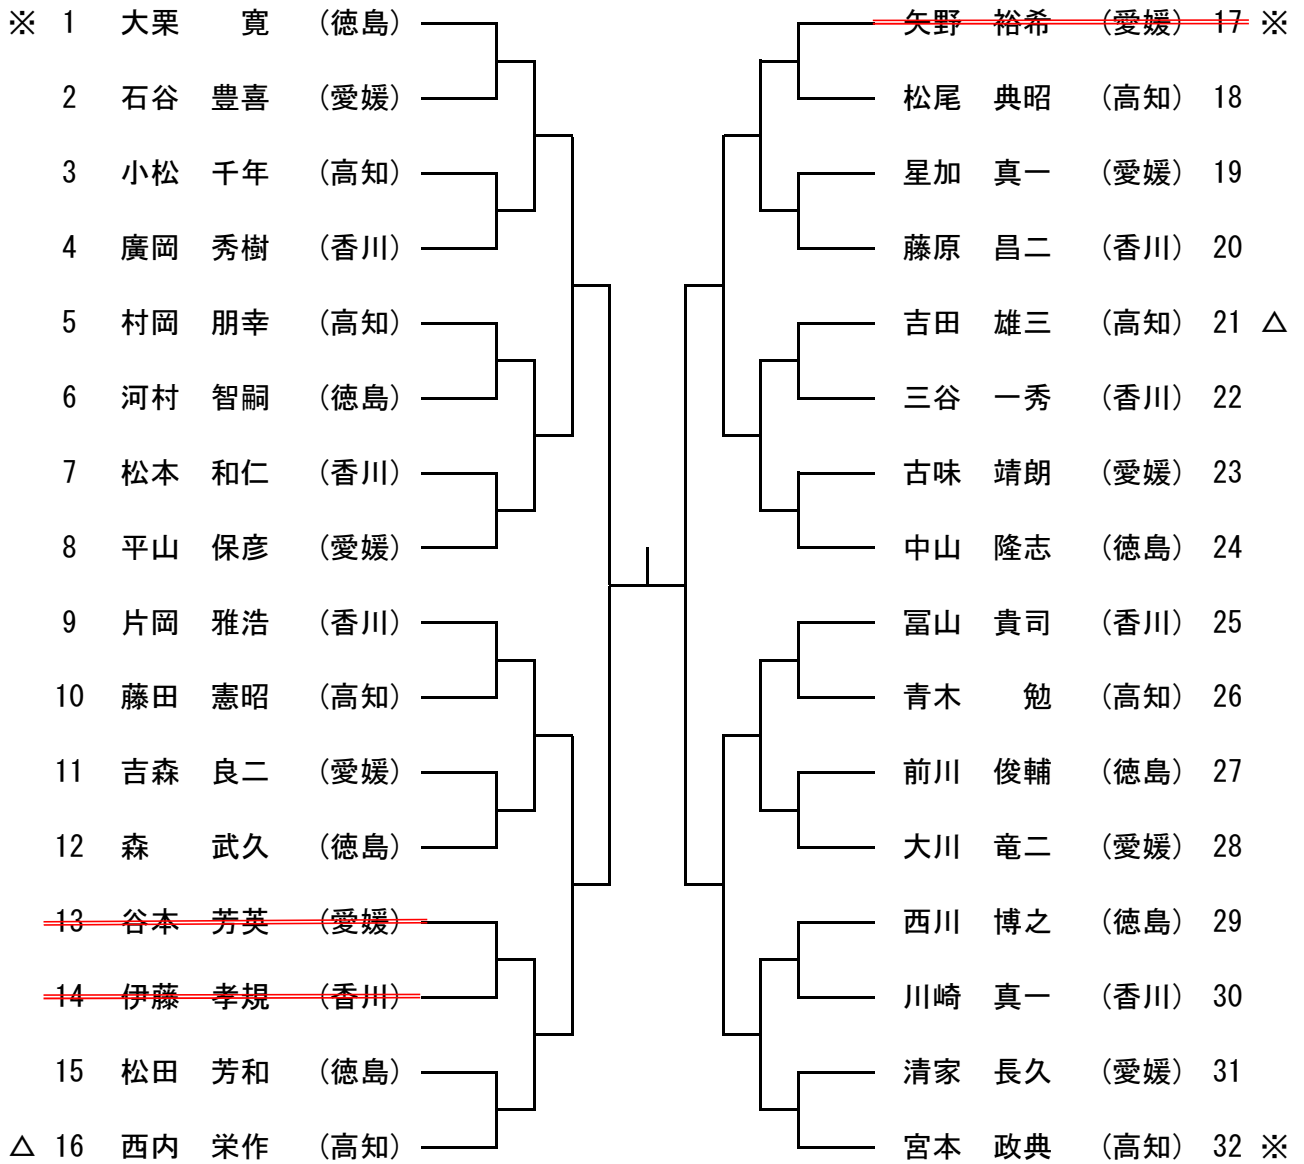 ※ 1 大栗 寛 (徳島)
2 石谷 豊喜 (愛媛)
3 小松 千年 (高知)
4 廣岡 秀樹 (香川)
5 村岡 朋幸 (高知)
6 河村 智嗣 (徳島)
7 松本 和仁 (香川)
8 平山 保彦 (愛媛)
9 片岡 雅浩 (香川)
10 藤田 憲昭 (高知)
11 吉森 良二 (愛媛)
12 森 武久 (徳島)
13 谷本 芳英 (愛媛)
14 伊藤 孝規 (香川)
15 松田 芳和 (徳島)
△ 16 西内 栄作 (高知)
矢野 裕希 (愛媛) 17 ※
松尾 典昭 (高知) 18
星加 真一 (愛媛) 19
藤原 昌二 (香川) 20
吉田 雄三 (高知) 21 △
三谷 一秀 (香川) 22
古味 靖朗 (愛媛) 23
中山 隆志 (徳島) 24
冨山 貴司 (香川) 25
青木 勉 (高知) 26
前川 俊輔 (徳島) 27
大川 竜二 (愛媛) 28
西川 博之 (徳島) 29
川崎 真一 (香川) 30
清家 長久 (愛媛) 31
宮本 政典 (高知) 32 ※